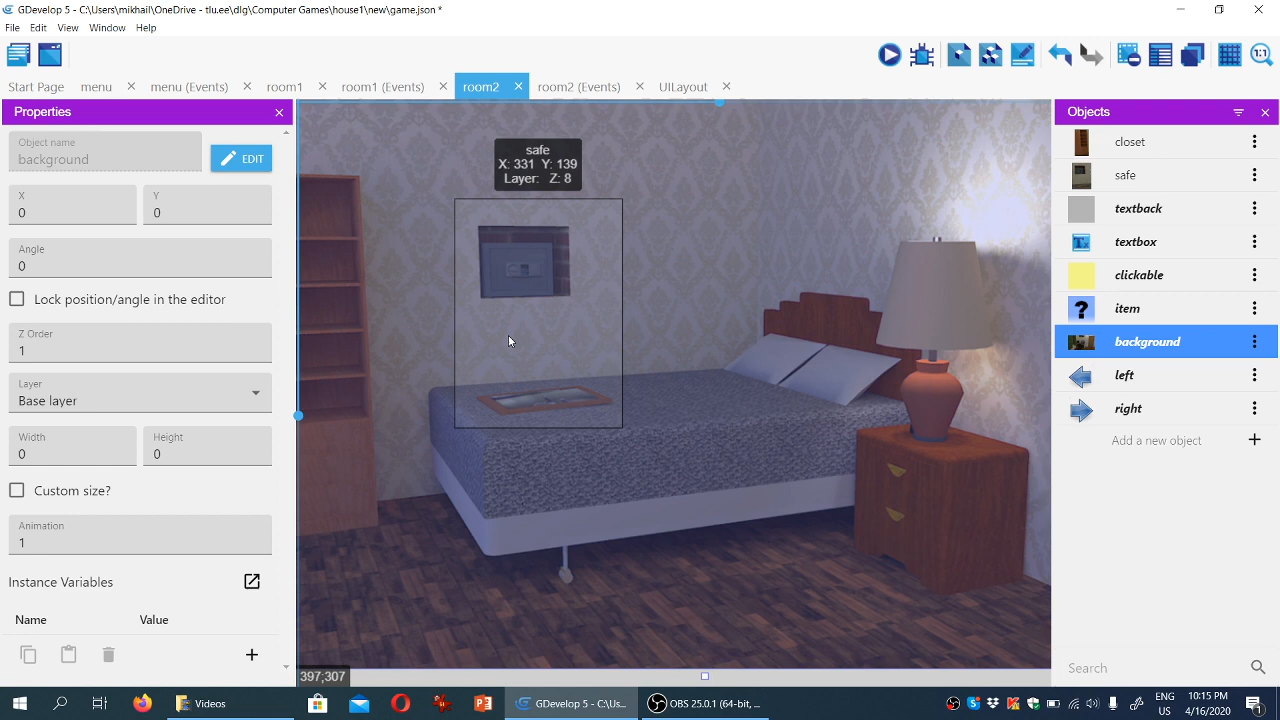 GDevelop 5 - C:\Users\mikhail\OneDrive - tlu.ee\dlg\Computer Games\house1\new\game.json *
File Edit View Window Help
Start Page menu menu (Events) room1 room1 (Events) room2 room2 (Events) UILayout
Properties
Object name
background
EDIT
X
0
Y
0
Angle
0
Lock position/angle in the editor
Z Order
1
Layer
Base layer
Width
0
Height
0
Custom size?
Animation
1
Instance Variables
Name Value
safe
X: 331 Y: 139
Layer: Z: 8
397,307
Objects
closet
safe
textback
textbox
clickable
item
background
left
right
Add a new object
Search
Videos
GDevelop 5 - C:\Us...
OBS 25.0.1 (64-bit, ...
ENG
US
10:15 PM
4/16/2020
1